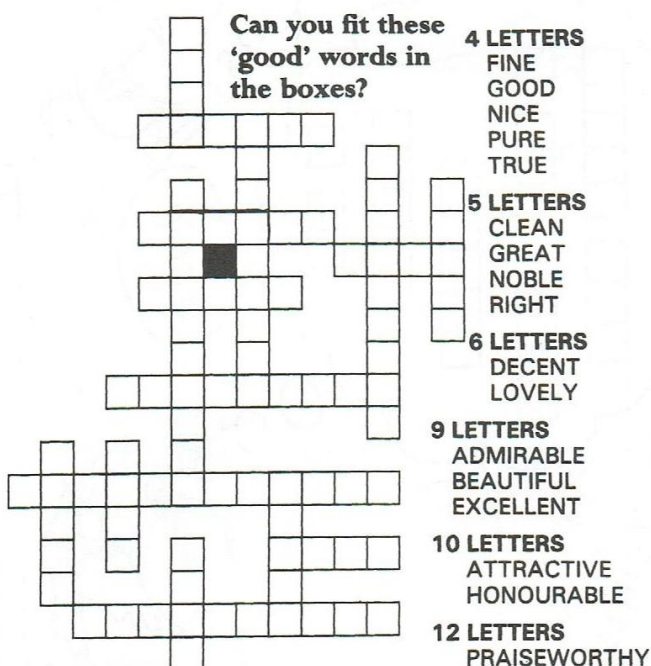 Can you fit these
‘good’ words in
the boxes?
4 LETTERS
FINE
GOOD
NICE
PURE
TRUE
5 LETTERS
CLEAN
GREAT
NOBLE
RIGHT
6 LETTERS
DECENT
LOVELY
9 LETTERS
ADMIRABLE
BEAUTIFUL
EXCELLENT
10 LETTERS
ATTRACTIVE
HONOURABLE
12 LETTERS
PRAISEWORTHY